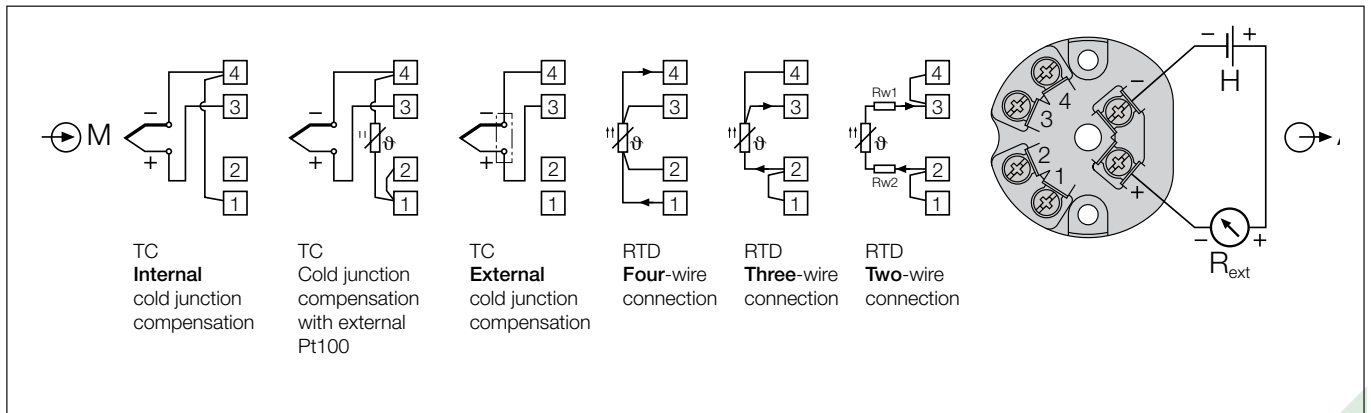 M
− +
4
3
2
1
TC
Internal
cold junction
compensation
− +
ϑ
4
3
2
1
TC
Cold junction
compensation
with external
Pt100
− +
4
3
2
1
TC
External
cold junction
compensation
ϑ
4
3
2
1
RTD
Four-wire
connection
ϑ
4
3
2
1
RTD
Three-wire
connection
Rw1
ϑ
Rw2
4
3
2
1
RTD
Two-wire
connection
4
3
2
1
−
+
− +
H
− +
Rext